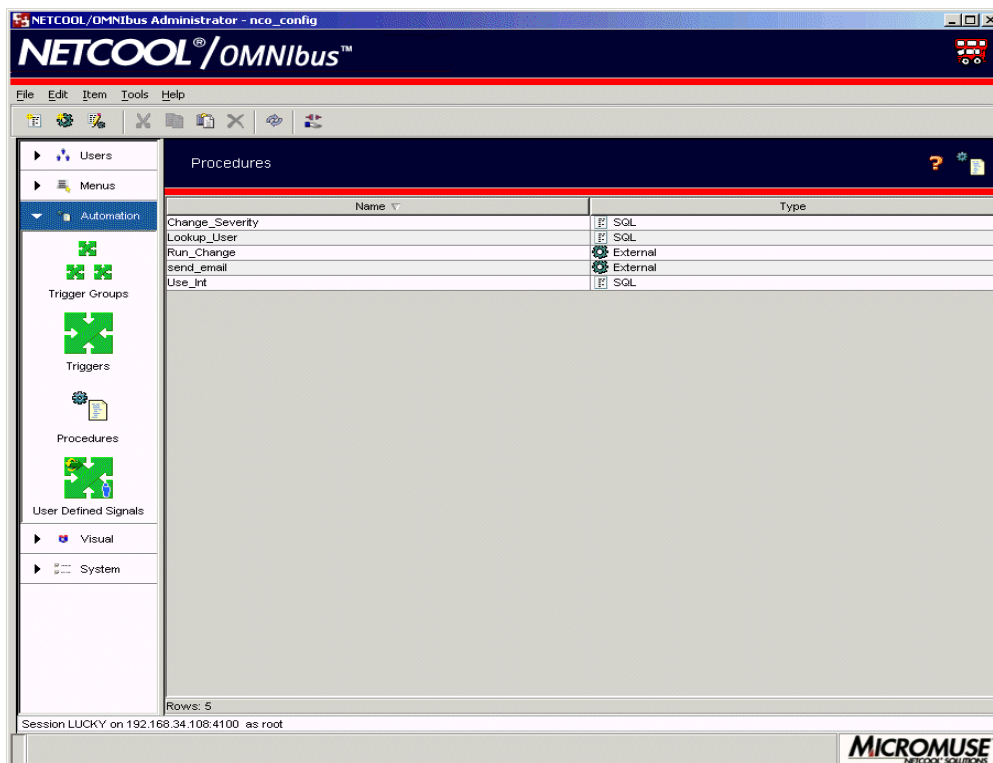 NETCOOL/OMNIbus Administrator - nco_config
NETCOOL®/OMNIbus™
File Edit Item Tools Help
Users
Menus
Automation
Trigger Groups
Triggers
Procedures
User Defined Signals
Visual
System
Procedures
?
Name Type
Change_Severity SQL
Lookup_User SQL
Run_Change External
send_email External
Use_Int SQL
Rows: 5
Session LUCKY on 192.168.34.108:4100 as root
MICROMUSE
NETCOOL® SOLUTIONS